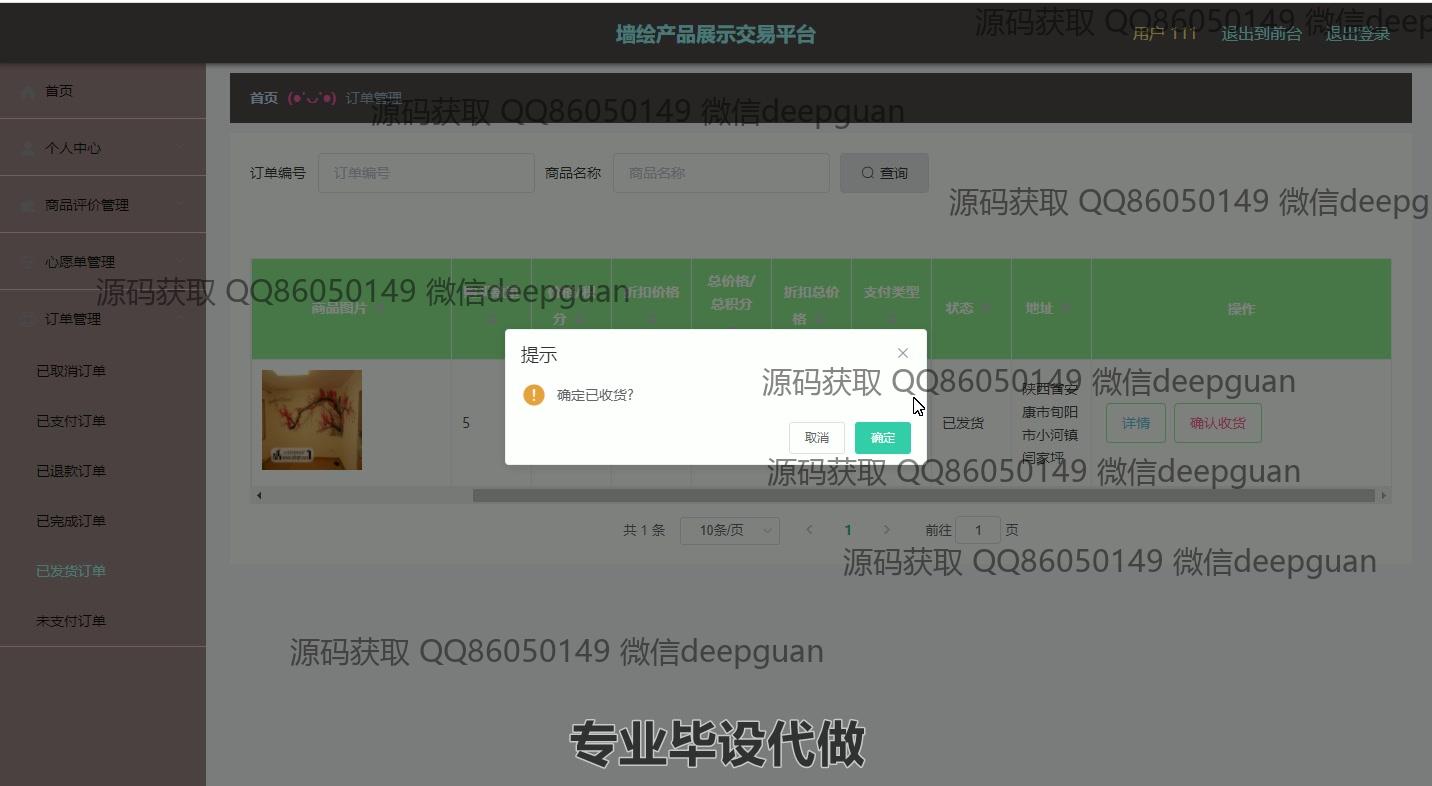 墙绘产品展示交易平台
源码获取 QQ86050149 微信deep
用户 111 退出到前台 退出登录
首页
首页 (●'◡'●) 订单管理
源码获取 QQ86050149 微信deepguan
个人中心
订单编号 订单编号 商品名称 商品名称 查询
商品评价管理
源码获取 QQ86050149 微信deepg
心愿单管理
源码获取 QQ86050149 微信deepguan
商品图片 分 折扣价格 总价格/总积分 折扣总价格 支付类型 状态 地址 操作
订单管理
提示
确定已收货?
取消 确定
源码获取 QQ86050149 微信deepguan
5 已发货 陕西省安
康市旬阳
市小河镇
闫家坪
详情 确认收货
源码获取 QQ86050149 微信deepguan
已取消订单
已支付订单
已退款订单
已完成订单
已发货订单
未支付订单
共 1 条 10条/页 1 前往 1 页
源码获取 QQ86050149 微信deepguan
源码获取 QQ86050149 微信deepguan
专业毕设代做